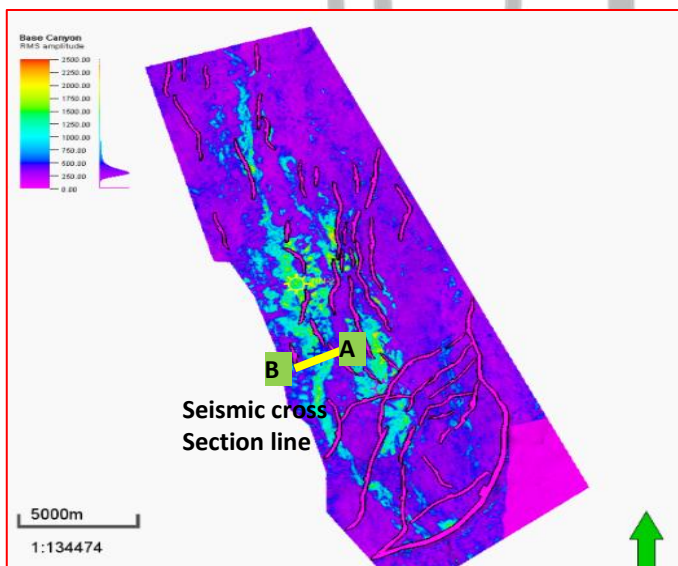 Base Canyon
RMS amplitude
2500.00
2250.00
2000.00
1750.00
1500.00
1250.00
1000.00
750.00
500.00
250.00
0.00
A
B
Seismic cross
Section line
5000m
1:134474